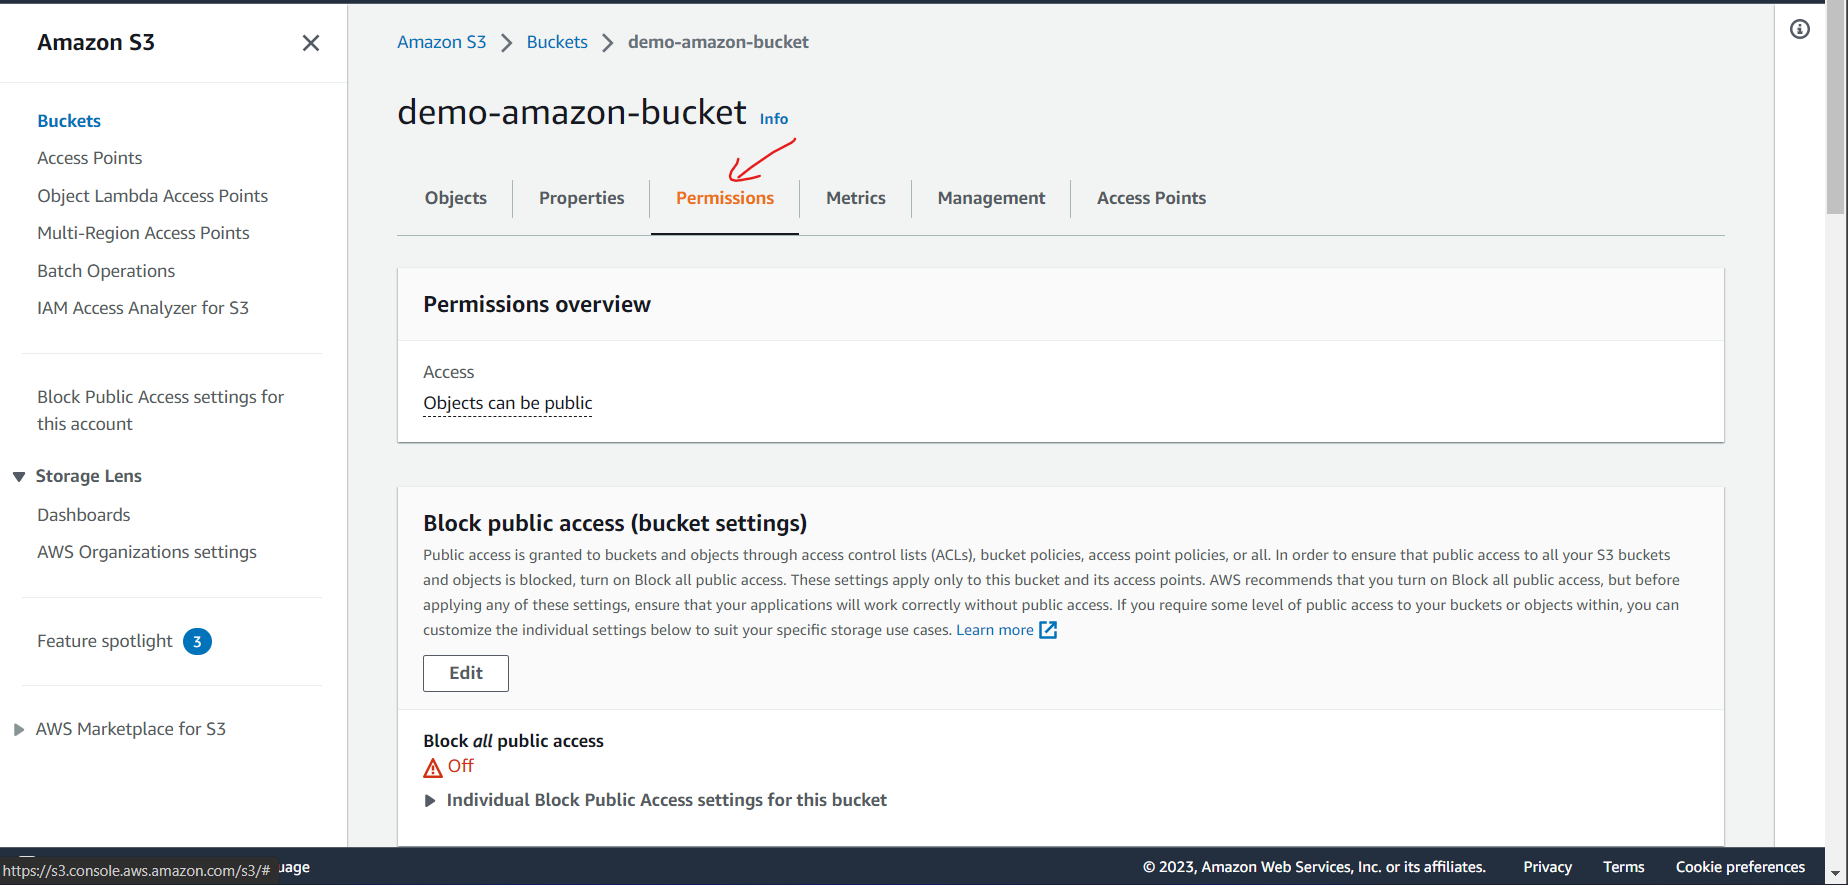 Amazon S3
Buckets
Access Points
Object Lambda Access Points
Multi-Region Access Points
Batch Operations
IAM Access Analyzer for S3
Block Public Access settings for
this account
Storage Lens
Dashboards
AWS Organizations settings
Feature spotlight 3
AWS Marketplace for S3
Amazon S3 Buckets demo-amazon-bucket
demo-amazon-bucket Info
Objects Properties Permissions Metrics Management Access Points
Permissions overview
Access
Objects can be public
Block public access (bucket settings)
Public access is granted to buckets and objects through access control lists (ACLs), bucket policies, access point policies, or all. In order to ensure that public access to all your S3 buckets
and objects is blocked, turn on Block all public access. These settings apply only to this bucket and its access points. AWS recommends that you turn on Block all public access, but before
applying any of these settings, ensure that your applications will work correctly without public access. If you require some level of public access to your buckets or objects within, you can
customize the individual settings below to suit your specific storage use cases. Learn more
Edit
Block all public access
Off
Individual Block Public Access settings for this bucket
https://s3.console.aws.amazon.com/s3/# uage © 2023, Amazon Web Services, Inc. or its affiliates. Privacy Terms Cookie preferences